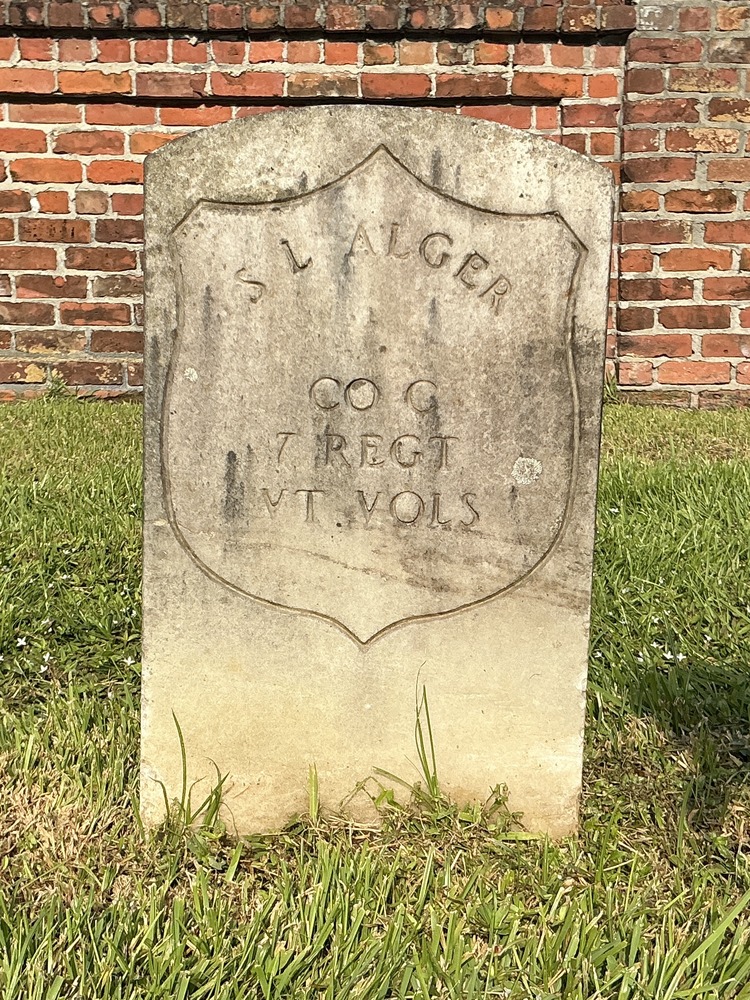 S L ALGER
CO G
7 REGT
VT VOLS